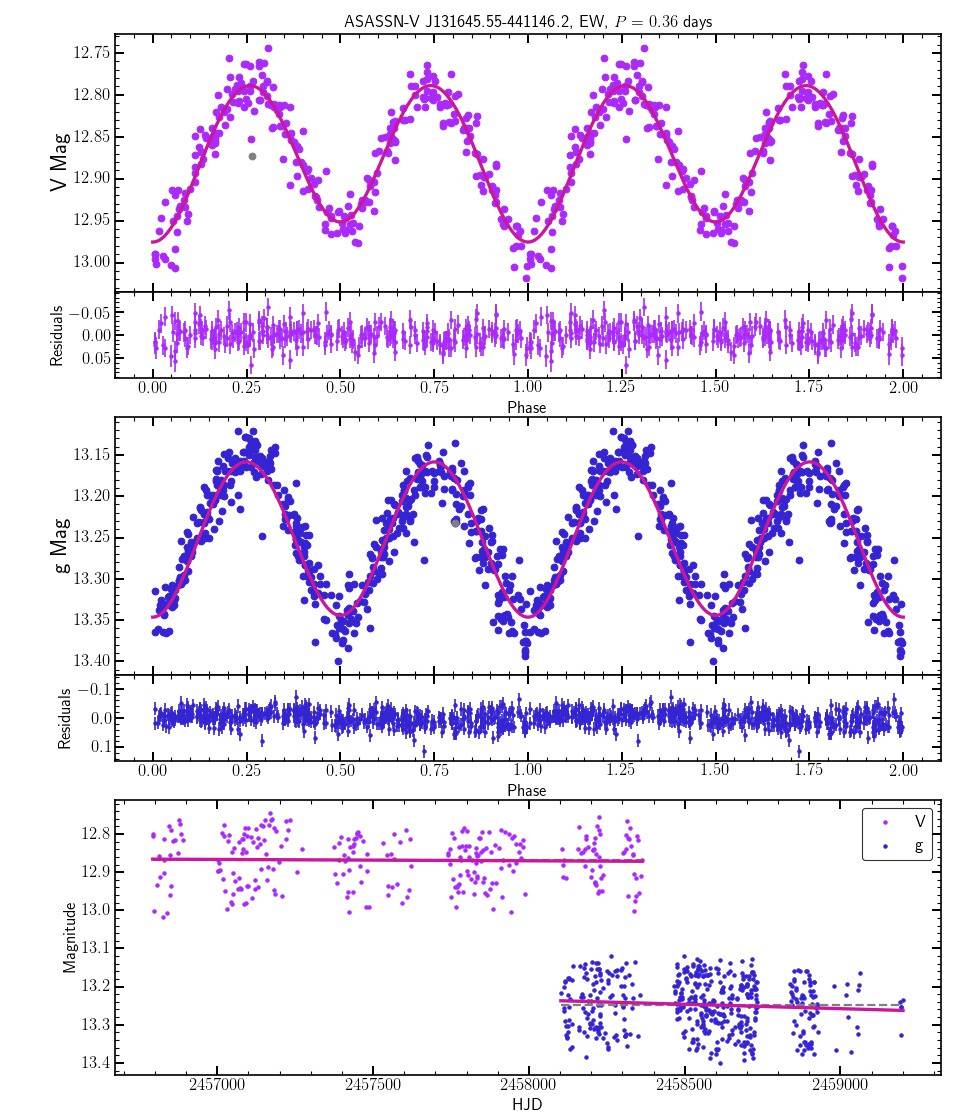 ASASSN-V J131645.55-441146.2, EW, P = 0.36 days
V Mag
12.75
12.80
12.85
12.90
12.95
13.00
Residuals
−0.05
0.00
0.05
0.00 0.25 0.50 0.75 1.00 1.25 1.50 1.75 2.00
Phase
g Mag
13.15
13.20
13.25
13.30
13.35
13.40
Residuals
−0.1
0.0
0.1
0.00 0.25 0.50 0.75 1.00 1.25 1.50 1.75 2.00
Phase
Magnitude
12.8
12.9
13.0
13.1
13.2
13.3
13.4
V
g
2457000 2457500 2458000 2458500 2459000
HJD